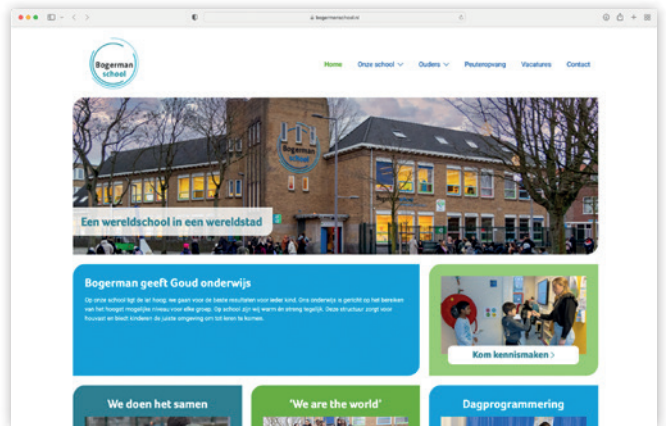 bogermanschool.nl
Bogerman
school
Home Onze school Ouders Peuteropvang Vacatures Contact
Bogerman
school
Een wereldschool in een wereldstad
Bogerman geeft Goud onderwijs
Op onze school ligt de lat hoog; we gaan voor de beste resultaten voor ieder kind. Ons onderwijs is gericht op het bereiken
van het hoogst mogelijke niveau voor elke groep. Op school zijn wij warm én streng tegelijk. Deze structuur zorgt voor
houvast en biedt kinderen de juiste omgeving om tot leren te komen.
Kom kennismaken >
We doen het samen
'We are the world'
Dagprogrammering